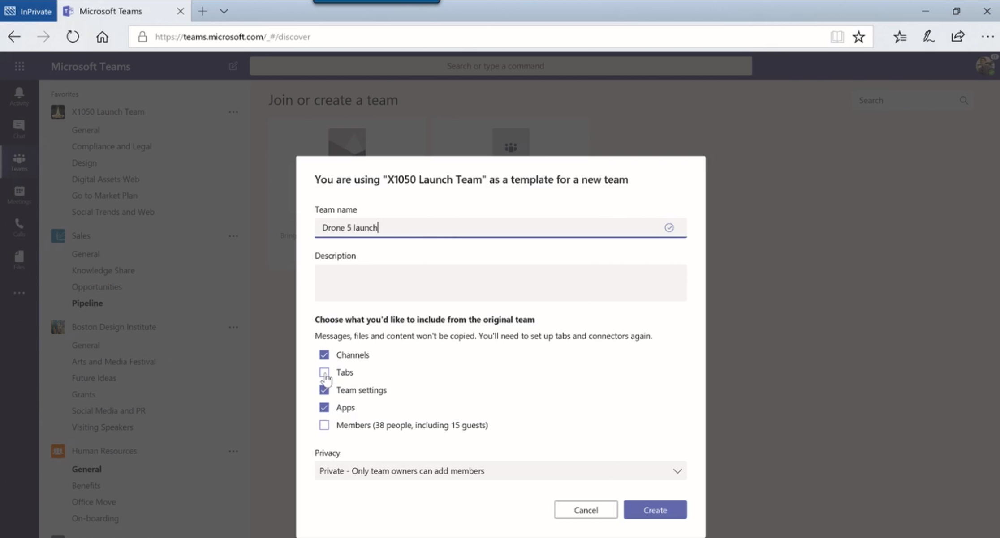 InPrivate
Microsoft Teams
https://teams.microsoft.com/_#/discover
Microsoft Teams
Search or type a command
Activity
Chat
Teams
Meetings
Calls
Files
Favorites
X1050 Launch Team
General
Compliance and Legal
Design
Digital Assets Web
Go to Market Plan
Social Trends and Web
Sales
General
Knowledge Share
Opportunities
Pipeline
Boston Design Institute
General
Arts and Media Festival
Future Ideas
Grants
Social Media and PR
Visiting Speakers
Human Resources
General
Benefits
Office Move
On-boarding
Join or create a team
Search
Bring
You are using "X1050 Launch Team" as a template for a new team
Team name
Drone 5 launch
Description
Choose what you'd like to include from the original team
Messages, files and content won't be copied. You'll need to set up tabs and connectors again.
Channels
Tabs
Team settings
Apps
Members (38 people, including 15 guests)
Privacy
Private - Only team owners can add members
Cancel
Create